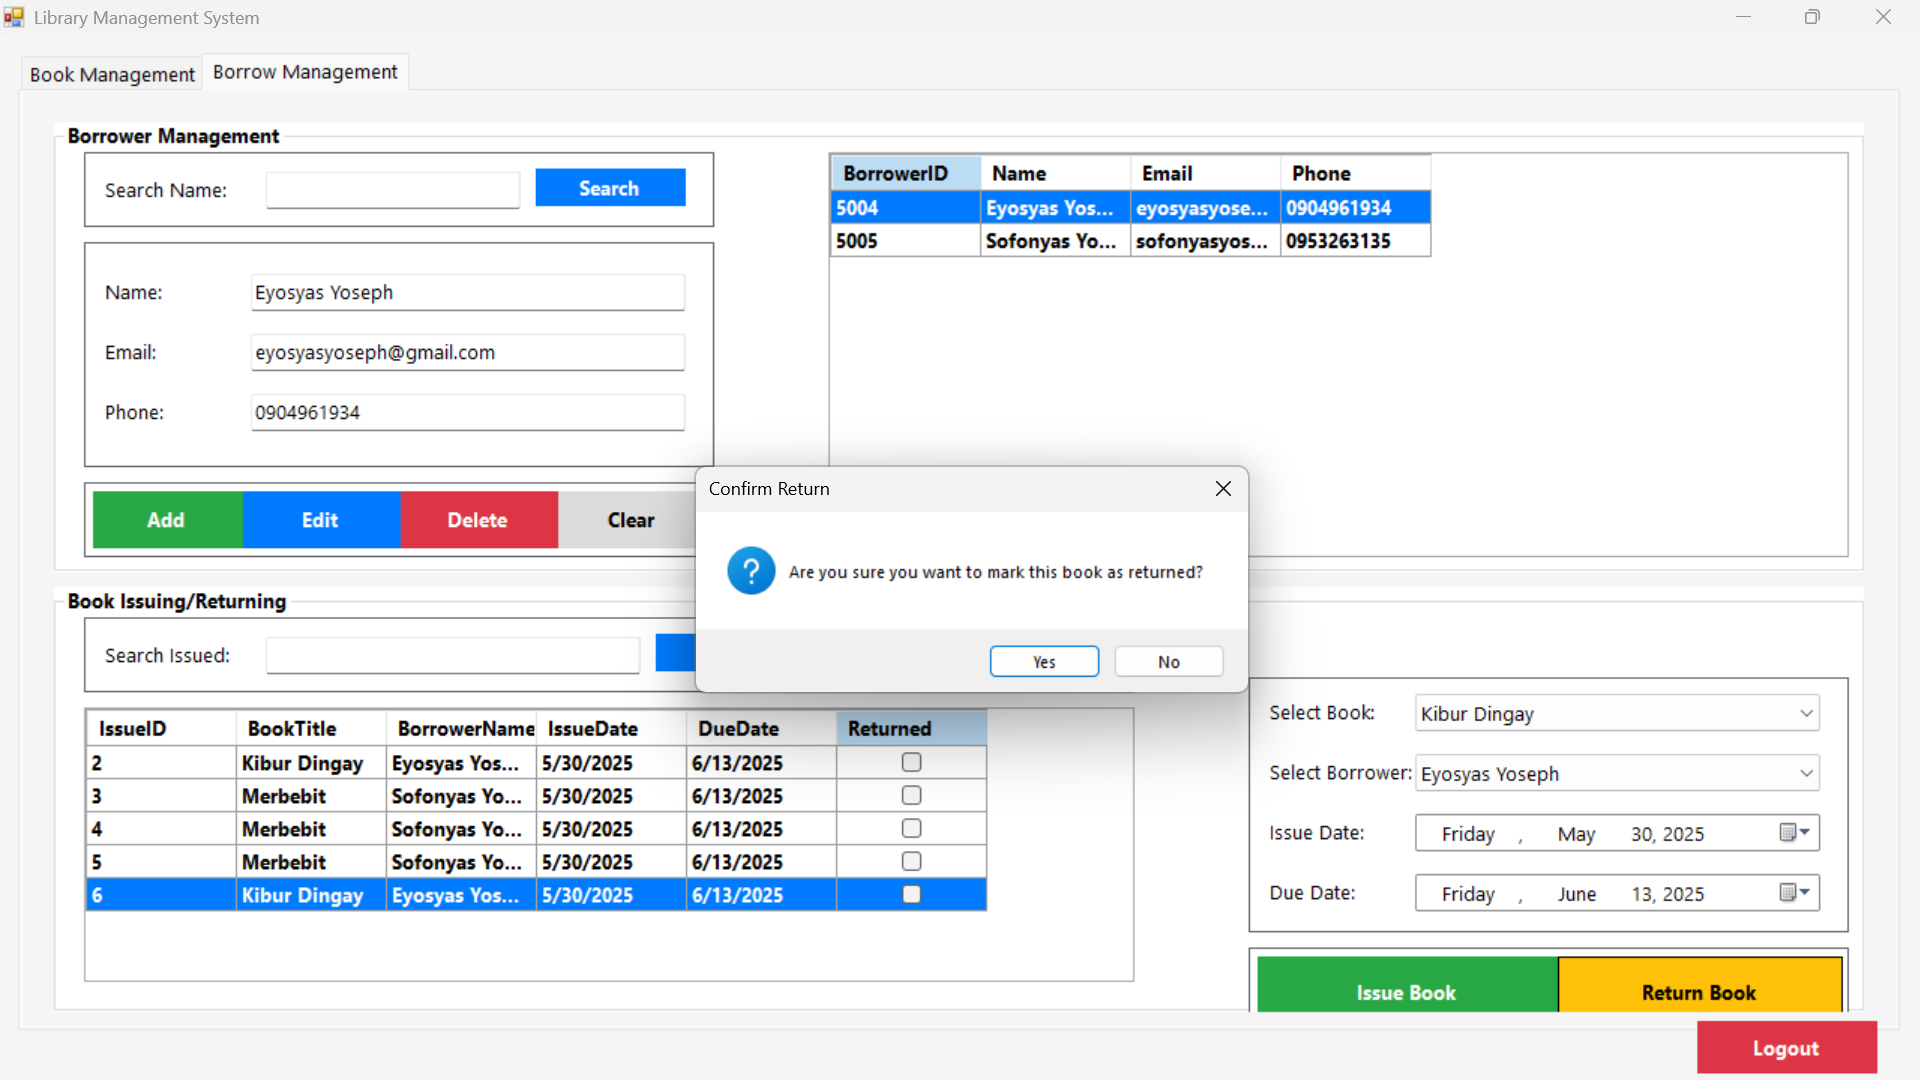 Library Management System
Book Management
Borrow Management
Borrower Management
Search Name:
Search
Name:
Eyosyas Yoseph
Email:
eyosyasyoseph@gmail.com
Phone:
0904961934
Add
Edit
Delete
Clear
BorrowerID Name Email Phone
5004 Eyosyas Yos... eyosyasyose... 0904961934
5005 Sofonyas Yo... sofonyasyos... 0953263135
Confirm Return
Are you sure you want to mark this book as returned?
Yes
No
Book Issuing/Returning
Search Issued:
IssueID BookTitle BorrowerName IssueDate DueDate Returned
2 Kibur Dingay Eyosyas Yos... 5/30/2025 6/13/2025
3 Merbebit Sofonyas Yo... 5/30/2025 6/13/2025
4 Merbebit Sofonyas Yo... 5/30/2025 6/13/2025
5 Merbebit Sofonyas Yo... 5/30/2025 6/13/2025
6 Kibur Dingay Eyosyas Yos... 5/30/2025 6/13/2025
Select Book: Kibur Dingay
Select Borrower: Eyosyas Yoseph
Issue Date: Friday , May 30, 2025
Due Date: Friday , June 13, 2025
Issue Book
Return Book
Logout